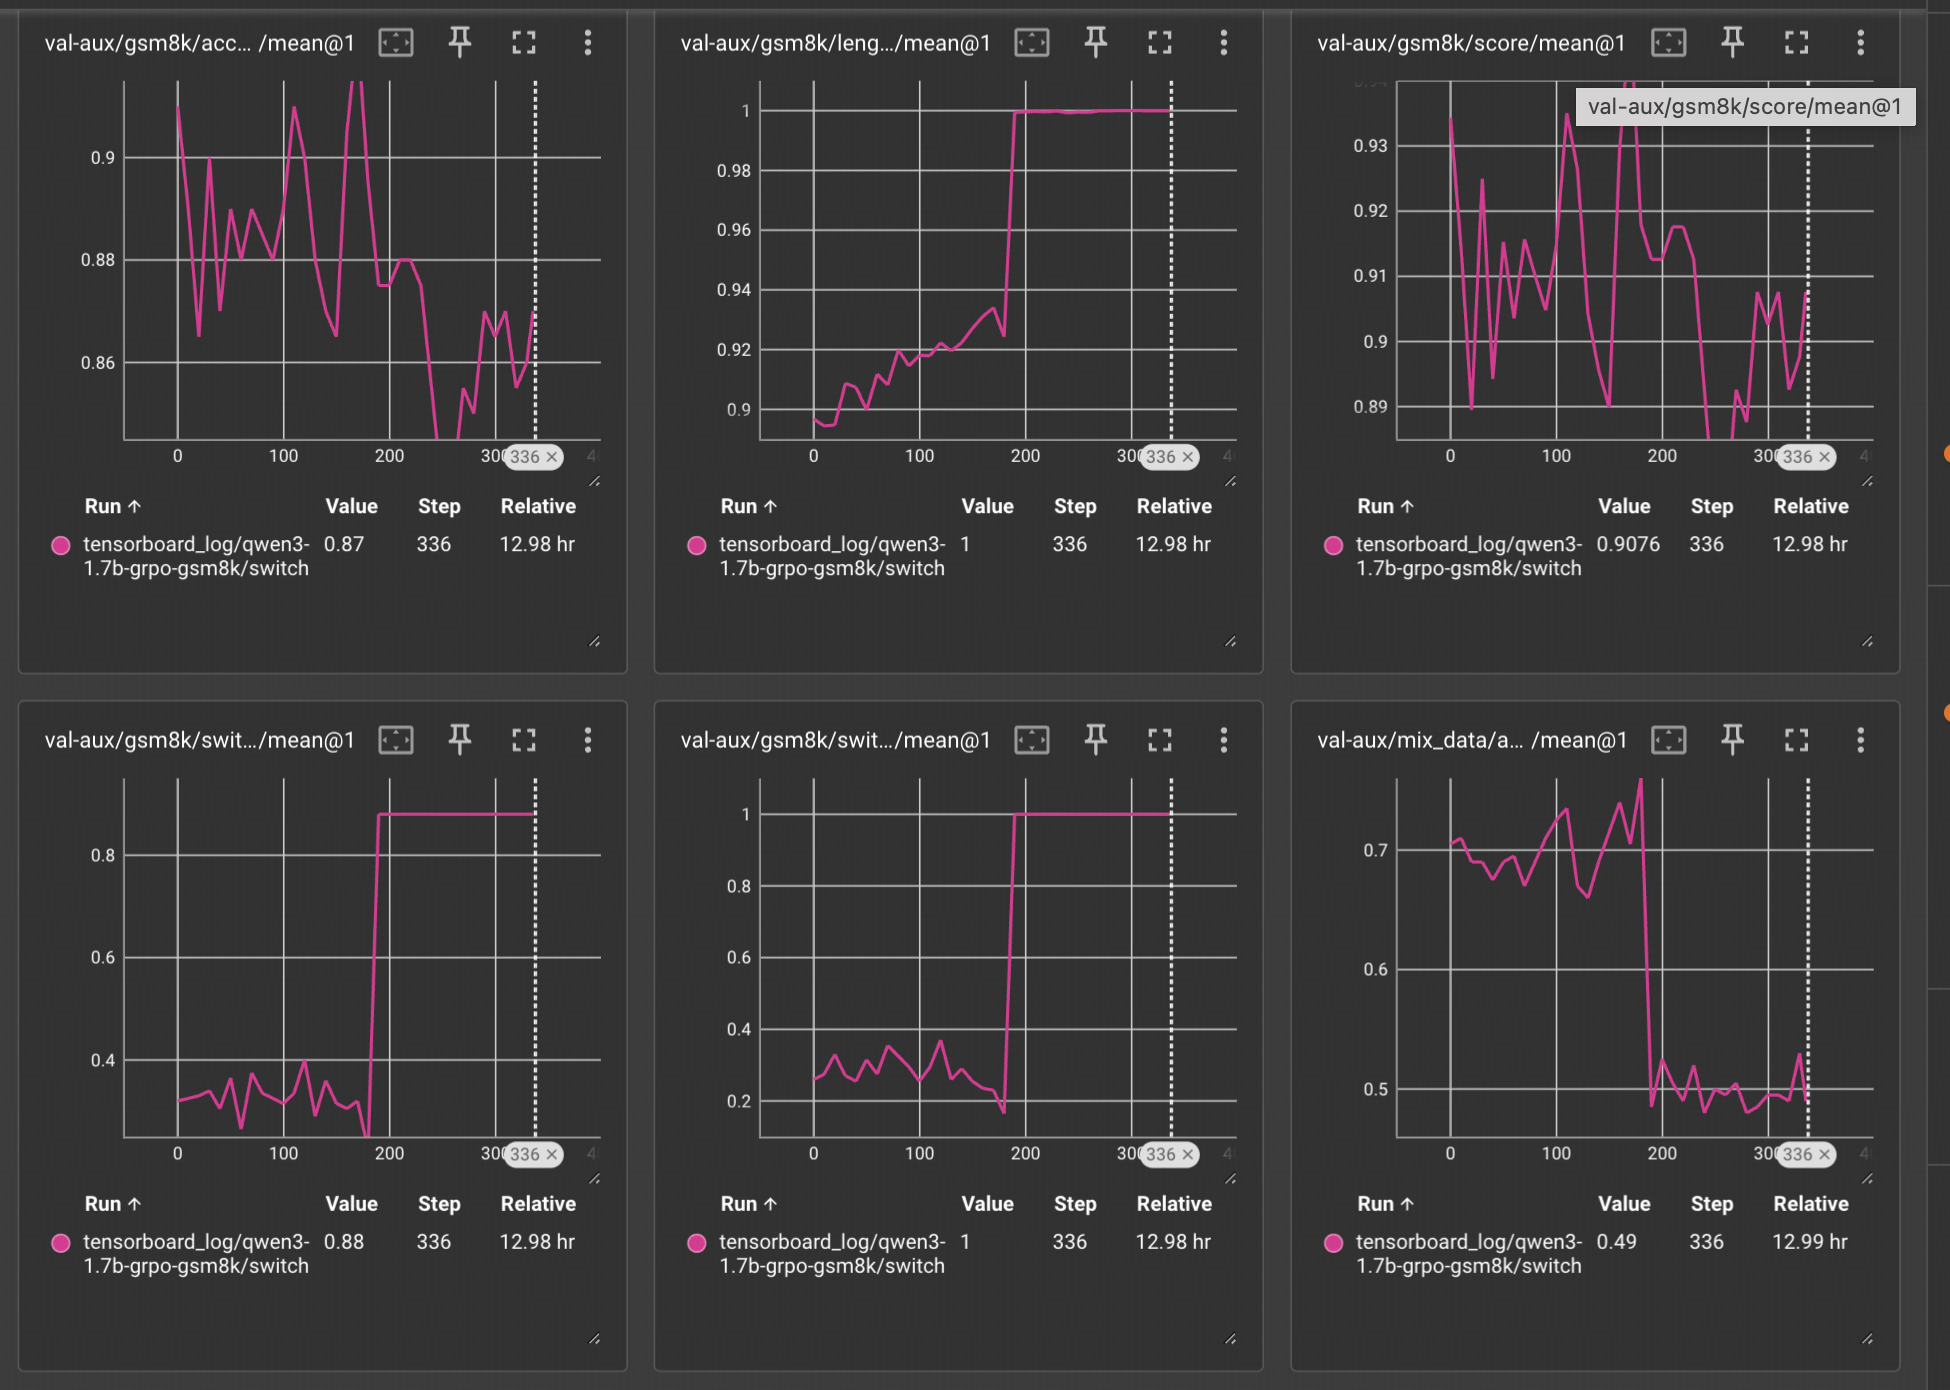 val-aux/gsm8k/acc... /mean@1
0.9
0.88
0.86
0 100 200 300 336 ×
Run ↑ Value Step Relative
tensorboard_log/qwen3- 0.87 336 12.98 hr
1.7b-grpo-gsm8k/switch
val-aux/gsm8k/leng.../mean@1
1
0.98
0.96
0.94
0.92
0.9
0 100 200 300 336 ×
Run ↑ Value Step Relative
tensorboard_log/qwen3- 1 336 12.98 hr
1.7b-grpo-gsm8k/switch
val-aux/gsm8k/score/mean@1
val-aux/gsm8k/score/mean@1
0.94
0.93
0.92
0.91
0.9
0.89
0 100 200 300 336 ×
Run ↑ Value Step Relative
tensorboard_log/qwen3- 0.9076 336 12.98 hr
1.7b-grpo-gsm8k/switch
val-aux/gsm8k/swit.../mean@1
0.8
0.6
0.4
0 100 200 300 336 ×
Run ↑ Value Step Relative
tensorboard_log/qwen3- 0.88 336 12.98 hr
1.7b-grpo-gsm8k/switch
val-aux/gsm8k/swit.../mean@1
1
0.8
0.6
0.4
0.2
0 100 200 300 336 ×
Run ↑ Value Step Relative
tensorboard_log/qwen3- 1 336 12.98 hr
1.7b-grpo-gsm8k/switch
val-aux/mix_data/a... /mean@1
0.7
0.6
0.5
0 100 200 300 336 ×
Run ↑ Value Step Relative
tensorboard_log/qwen3- 0.49 336 12.99 hr
1.7b-grpo-gsm8k/switch